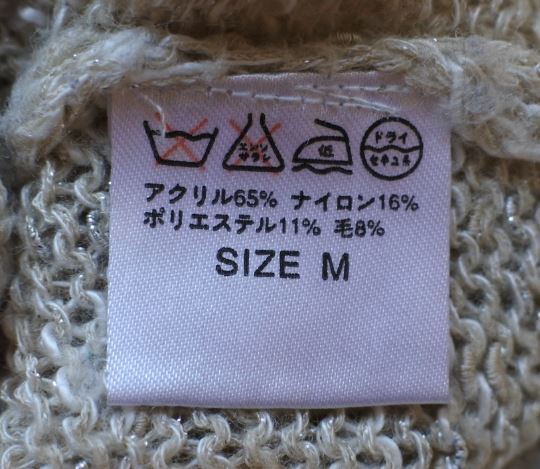 エンソ サラシ 低 ドライ セキユ系
アクリル65% ナイロン16%
ポリエステル11% 毛8%
SIZE M